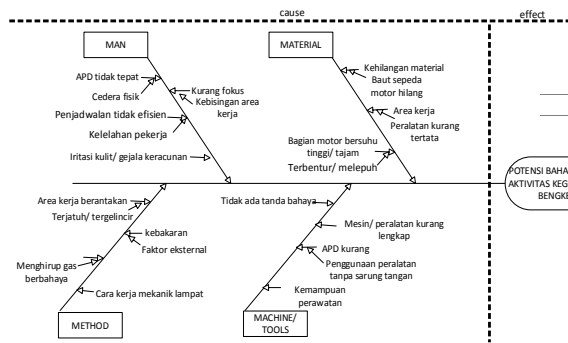 cause
effect
MAN
MATERIAL
APD tidak tepat
Cedera fisik
Kurang fokus
Kebisingan area
kerja
Penjadwalan tidak efisien
Kelelahan pekerja
Iritasi kulit/ gejala keracunan
Kehilangan material
Baut sepeda
motor hilang
Area kerja
Peralatan kurang
tertata
Bagian motor bersuhu
tinggi/ tajam
Terbentur/ melepuh
POTENSI BAHA
AKTIVITAS KEG
BENGKE
Area kerja berantakan
Terjatuh/ tergelincir
kebakaran
Faktor eksternal
Menghirup gas
berbahaya
Cara kerja mekanik lampat
Tidak ada tanda bahaya
Mesin/ peralatan kurang
lengkap
APD kurang
Penggunaan peralatan
tanpa sarung tangan
Kemampuan
perawatan
METHOD
MACHINE/
TOOLS